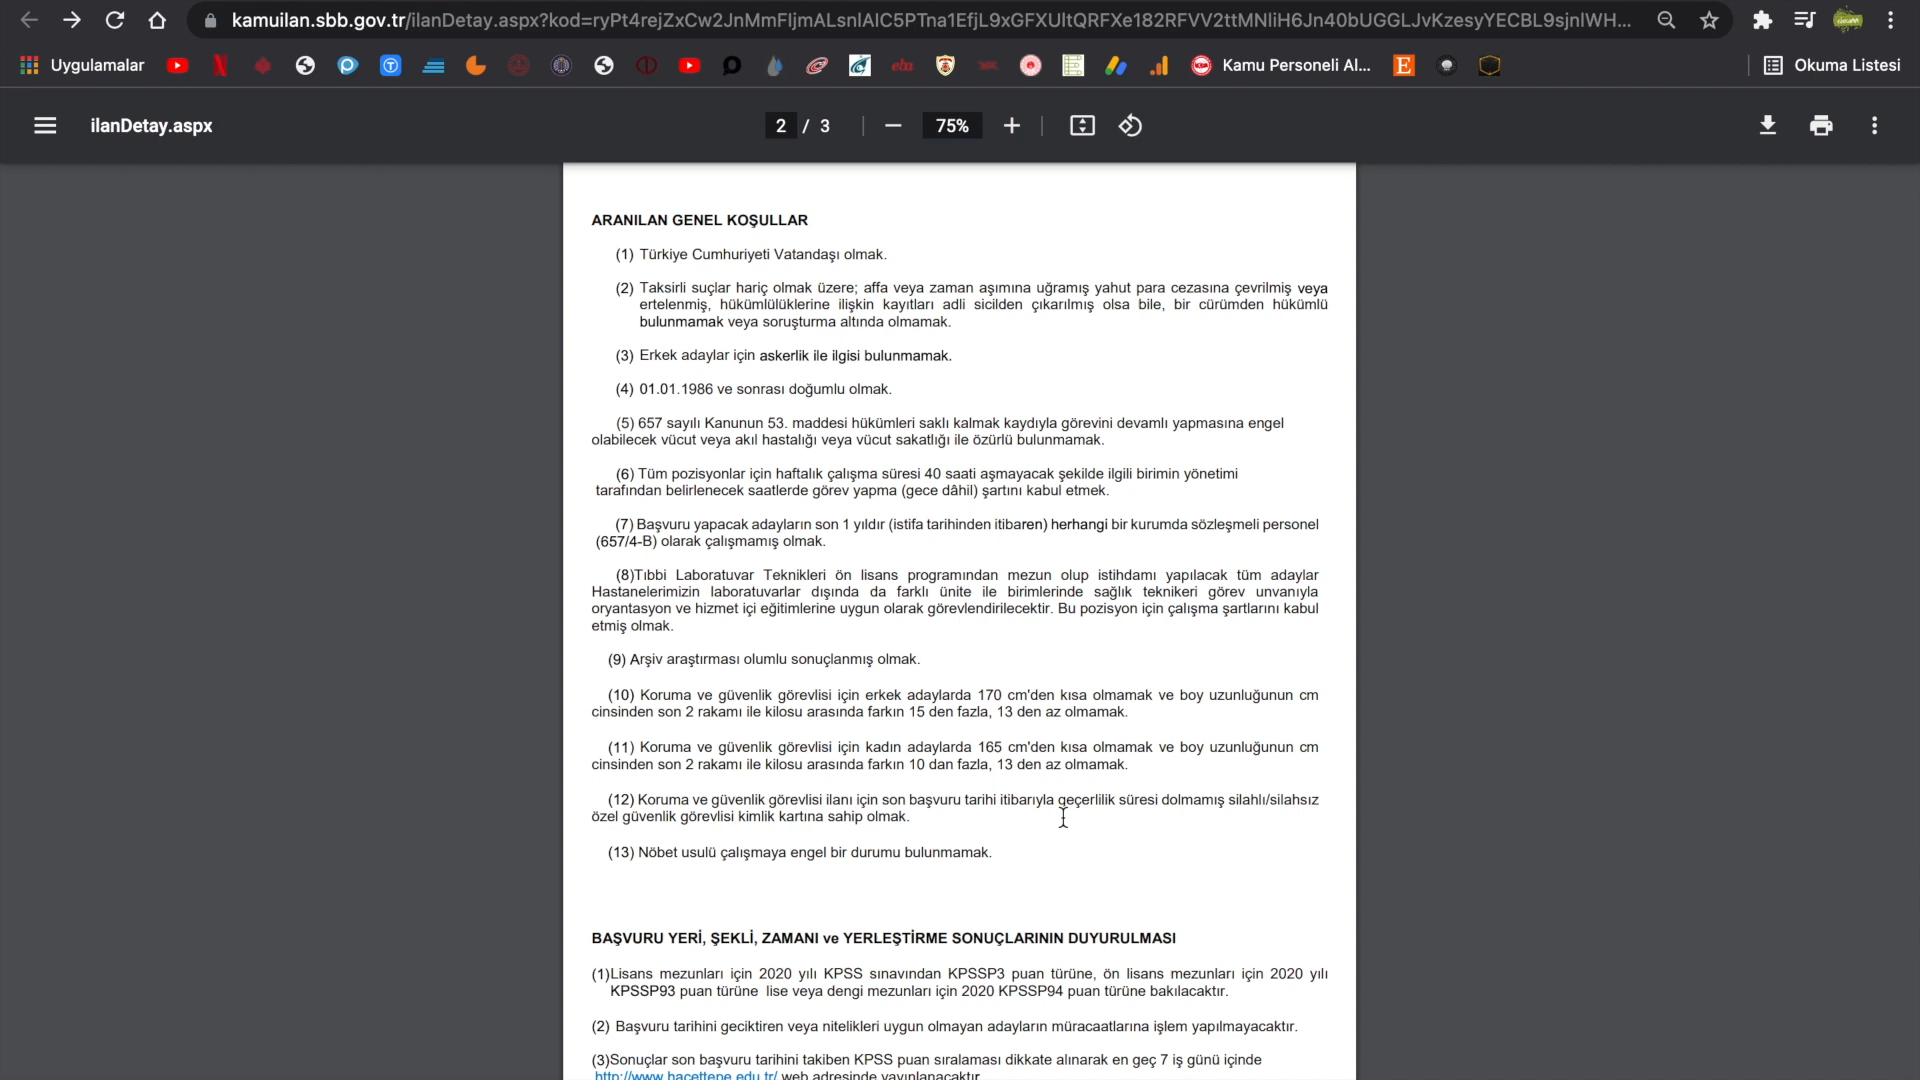 kamuilan.sbb.gov.tr/ilanDetay.aspx?kod=ryPt4rejZxCw2JnMmFIjmALsnlAIC5PTna1EfjL9xGFXUltQRFXe182RFVV2ttMNIiH6Jn40bUGGLJvKzesyYECBL9sjnlWH...
Uygulamalar
eba
Kamu Personeli Al...
E
Okuma Listesi
ilanDetay.aspx
2 / 3
75%
ARANILAN GENEL KOŞULLAR
(1) Türkiye Cumhuriyeti Vatandaşı olmak.
(2) Taksirli suçlar hariç olmak üzere; affa veya zaman aşımına uğramış yahut para cezasına çevrilmiş veya
ertelenmiş, hükümlülüklerine ilişkin kayıtları adli sicilden çıkarılmış olsa bile, bir cürümden hükümlü
bulunmamak veya soruşturma altında olmamak.
(3) Erkek adaylar için askerlik ile ilgisi bulunmamak.
(4) 01.01.1986 ve sonrası doğumlu olmak.
(5) 657 sayılı Kanunun 53. maddesi hükümleri saklı kalmak kaydıyla görevini devamlı yapmasına engel
olabilecek vücut veya akıl hastalığı veya vücut sakatlığı ile özürlü bulunmamak.
(6) Tüm pozisyonlar için haftalık çalışma süresi 40 saati aşmayacak şekilde ilgili birimin yönetimi
tarafından belirlenecek saatlerde görev yapma (gece dâhil) şartını kabul etmek.
(7) Başvuru yapacak adayların son 1 yıldır (istifa tarihinden itibaren) herhangi bir kurumda sözleşmeli personel
(657/4-B) olarak çalışmamış olmak.
(8)Tıbbi Laboratuvar Teknikleri ön lisans programından mezun olup istihdamı yapılacak tüm adaylar
Hastanelerimizin laboratuvarlar dışında da farklı ünite ile birimlerinde sağlık teknikeri görev unvanıyla
oryantasyon ve hizmet içi eğitimlerine uygun olarak görevlendirilecektir. Bu pozisyon için çalışma şartlarını kabul
etmiş olmak.
(9) Arşiv araştırması olumlu sonuçlanmış olmak.
(10) Koruma ve güvenlik görevlisi için erkek adaylarda 170 cm'den kısa olmamak ve boy uzunluğunun cm
cinsinden son 2 rakamı ile kilosu arasında farkın 15 den fazla, 13 den az olmamak.
(11) Koruma ve güvenlik görevlisi için kadın adaylarda 165 cm'den kısa olmamak ve boy uzunluğunun cm
cinsinden son 2 rakamı ile kilosu arasında farkın 10 dan fazla, 13 den az olmamak.
(12) Koruma ve güvenlik görevlisi ilanı için son başvuru tarihi itibarıyla geçerlilik süresi dolmamış silahlı/silahsız
özel güvenlik görevlisi kimlik kartına sahip olmak.
(13) Nöbet usulü çalışmaya engel bir durumu bulunmamak.
BAŞVURU YERİ, ŞEKLİ, ZAMANI ve YERLEŞTİRME SONUÇLARININ DUYURULMASI
(1)Lisans mezunları için 2020 yılı KPSS sınavından KPSSP3 puan türüne, ön lisans mezunları için 2020 yılı
KPSSP93 puan türüne lise veya dengi mezunları için 2020 KPSSP94 puan türüne bakılacaktır.
(2) Başvuru tarihini geciktiren veya nitelikleri uygun olmayan adayların müracaatlarına işlem yapılmayacaktır.
(3)Sonuçlar son başvuru tarihini takiben KPSS puan sıralaması dikkate alınarak en geç 7 iş günü içinde
http://www.hacettepe.edu.tr/ web adresinde yayınlanacaktır.